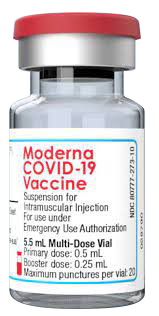 Moderna
COVID-19
Vaccine
Suspension for
Intramuscular Injection
For use under
Emergency Use Authorization
5.5 mL Multi-Dose Vial
Primary dose: 0.5 mL
Booster dose: 0.25 mL
Maximum punctures per vial: 20
NDC 80777-273-10